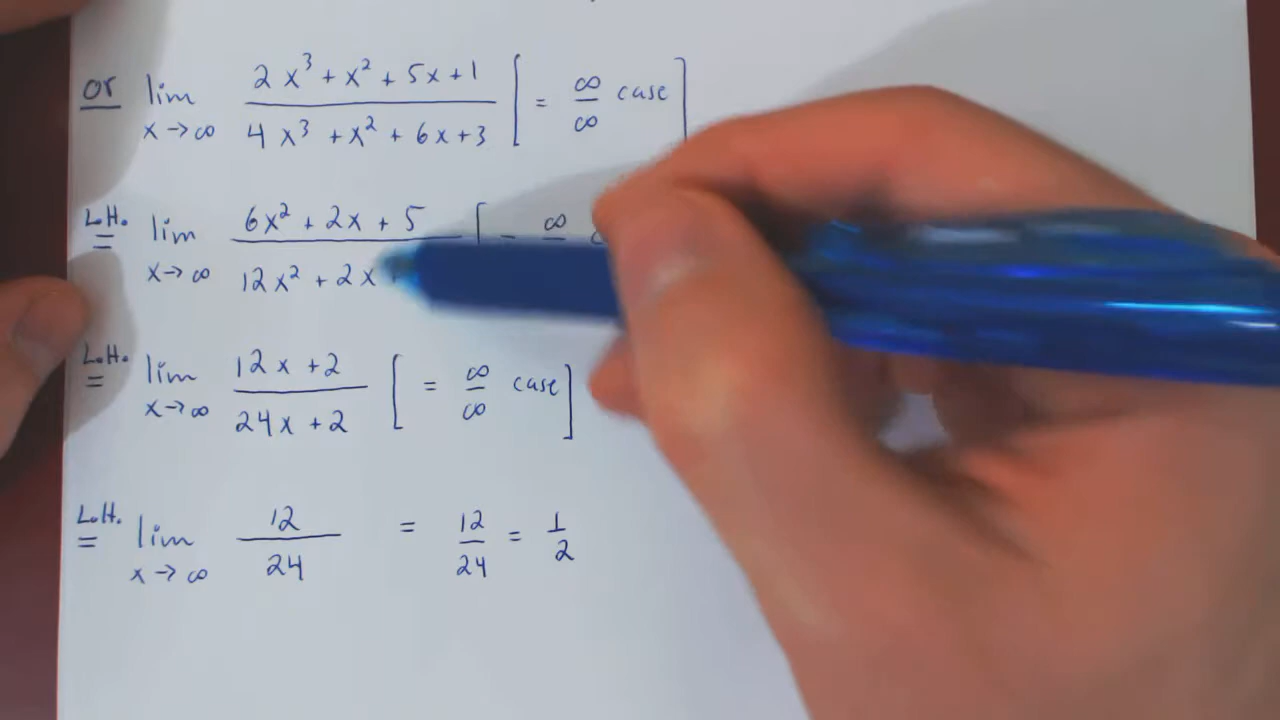 or lim x→∞ (2x³ + x² + 5x + 1) / (4x³ + x² + 6x + 3) [ = ∞/∞ case ]
L.H. = lim x→∞ (6x² + 2x + 5) / (12x² + 2x [ = ∞
L.H. = lim x→∞ (12x + 2) / (24x + 2) [ = ∞/∞ case ]
L.H. = lim x→∞ 12/24 = 12/24 = 1/2